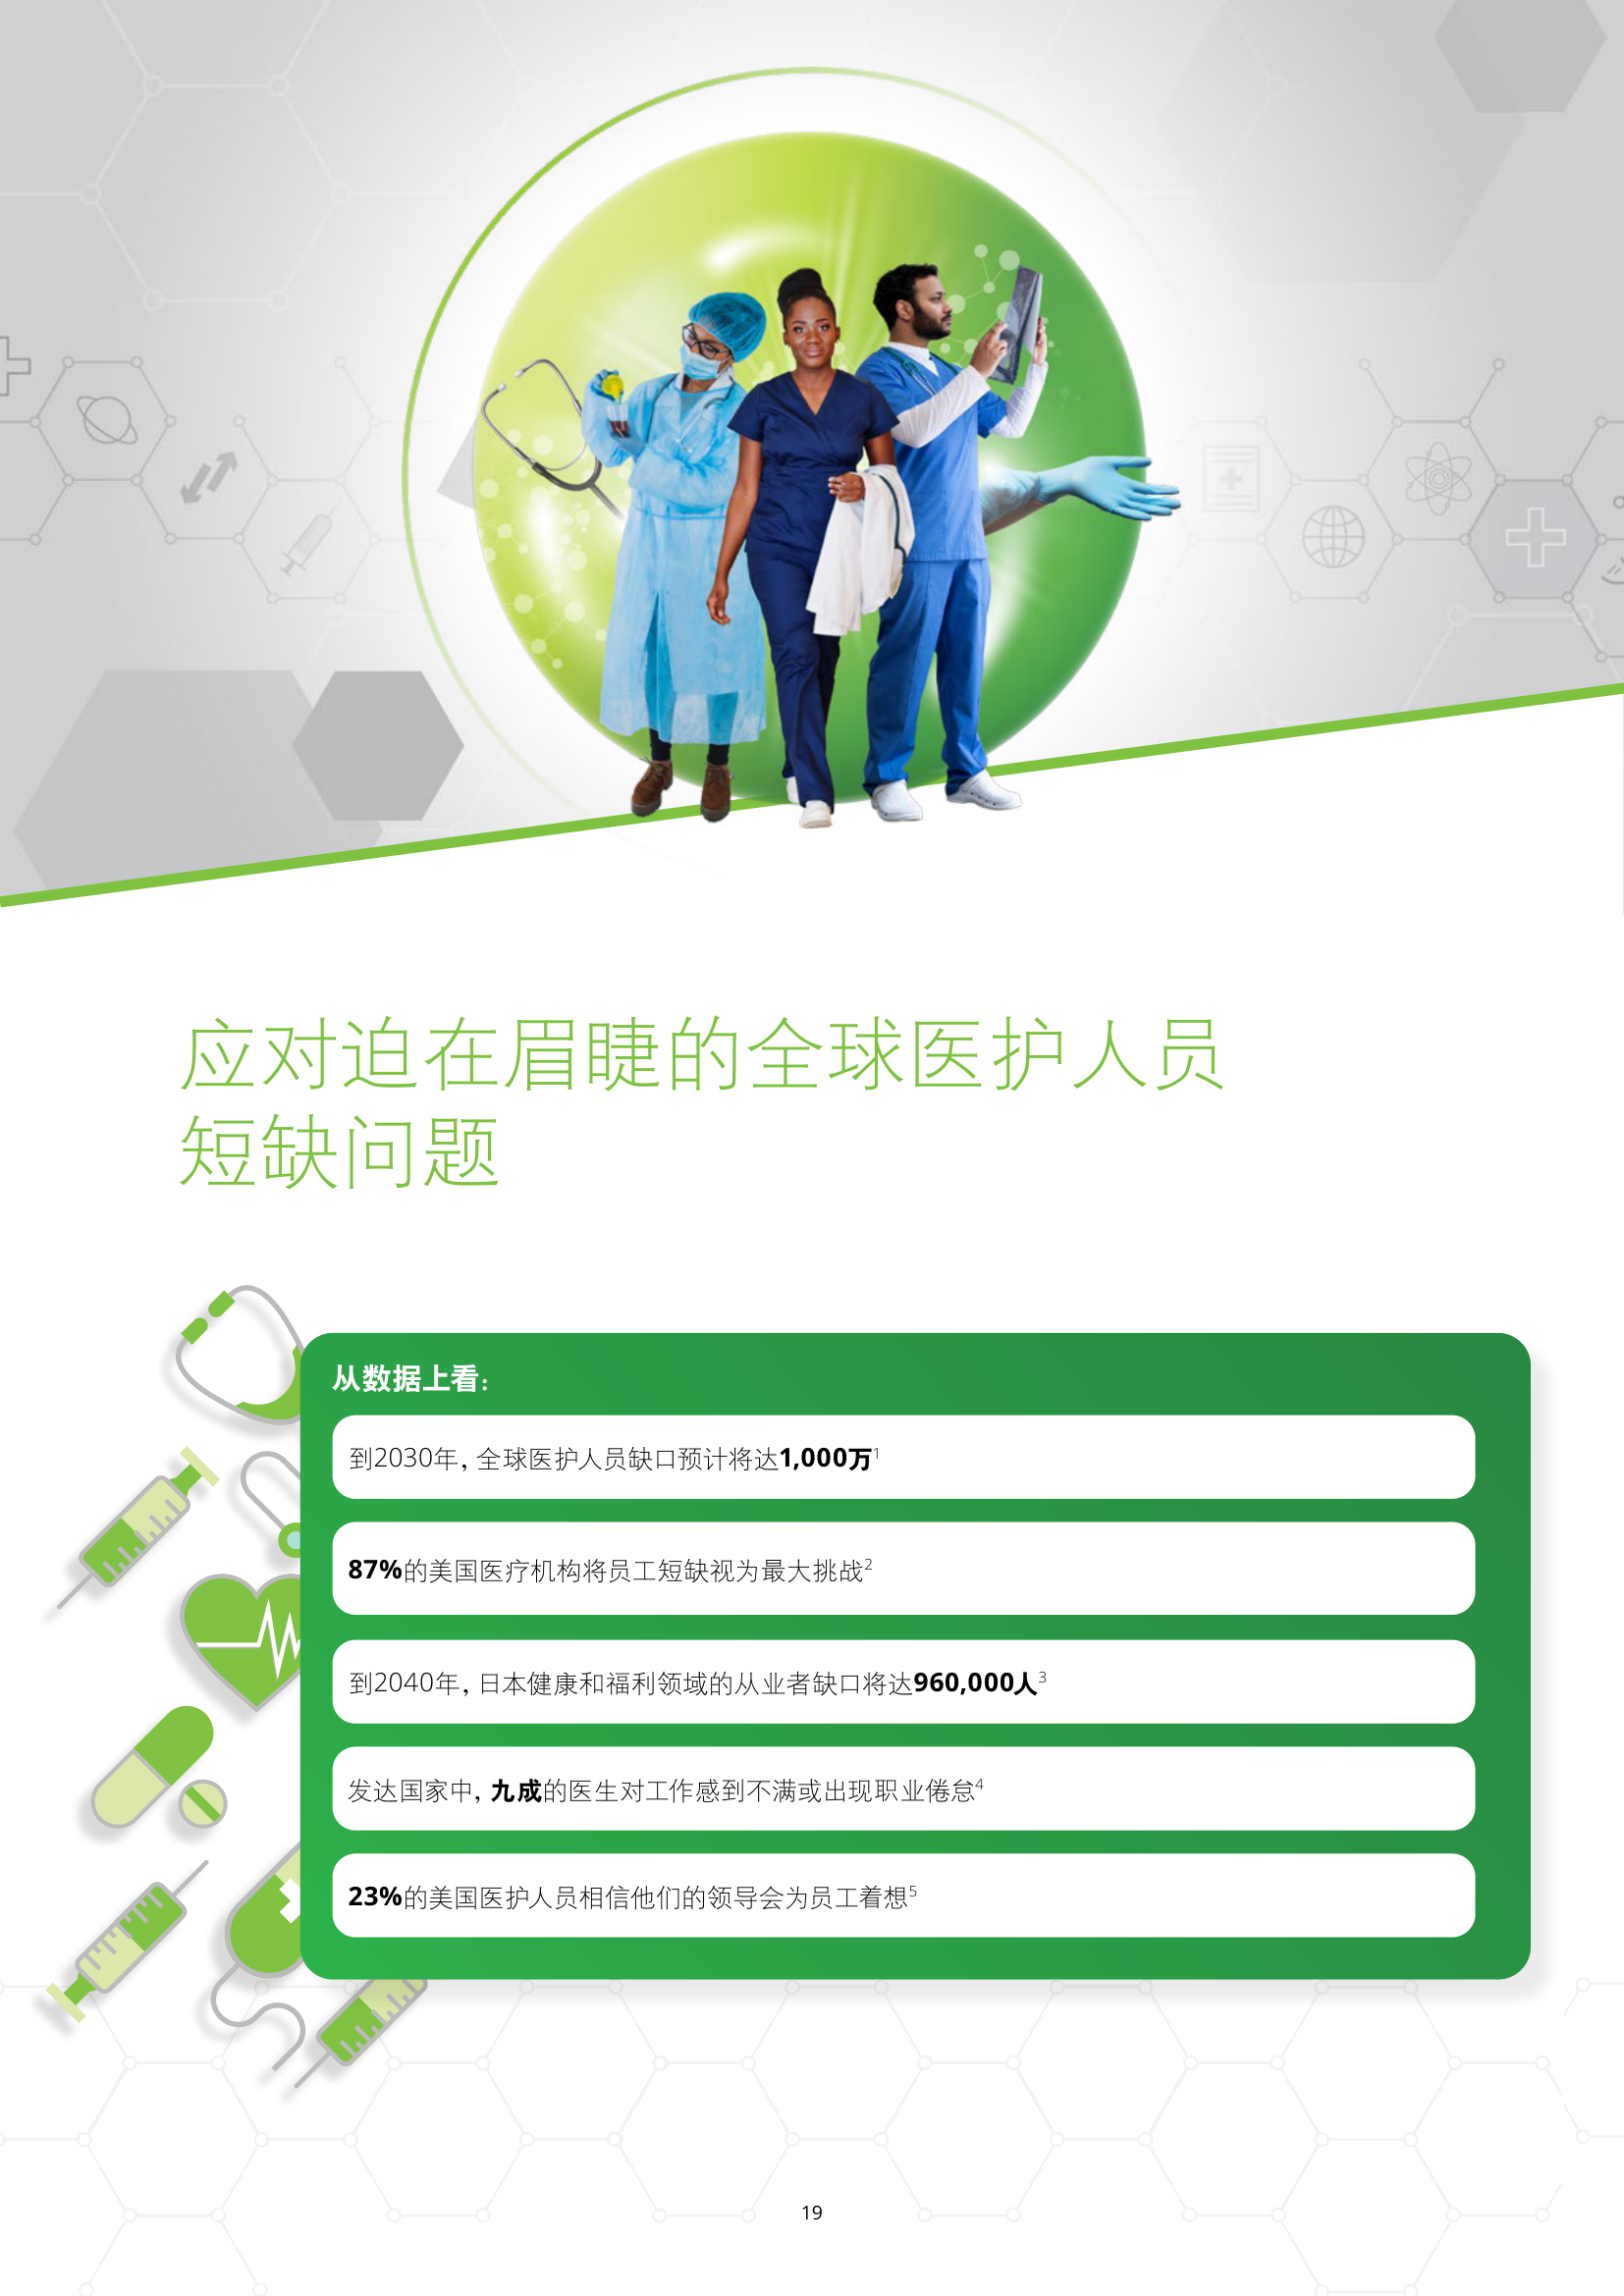 应对迫在眉睫的全球医护人员
短缺问题
从数据上看：
到2030年，全球医护人员缺口预计将达1,000万1
87%的美国医疗机构将员工短缺视为最大挑战2
到2040年，日本健康和福利领域的从业者缺口将达960,000人3
发达国家中，九成的医生对工作感到不满或出现职业倦怠4
23%的美国医护人员相信他们的领导会为员工着想5
19